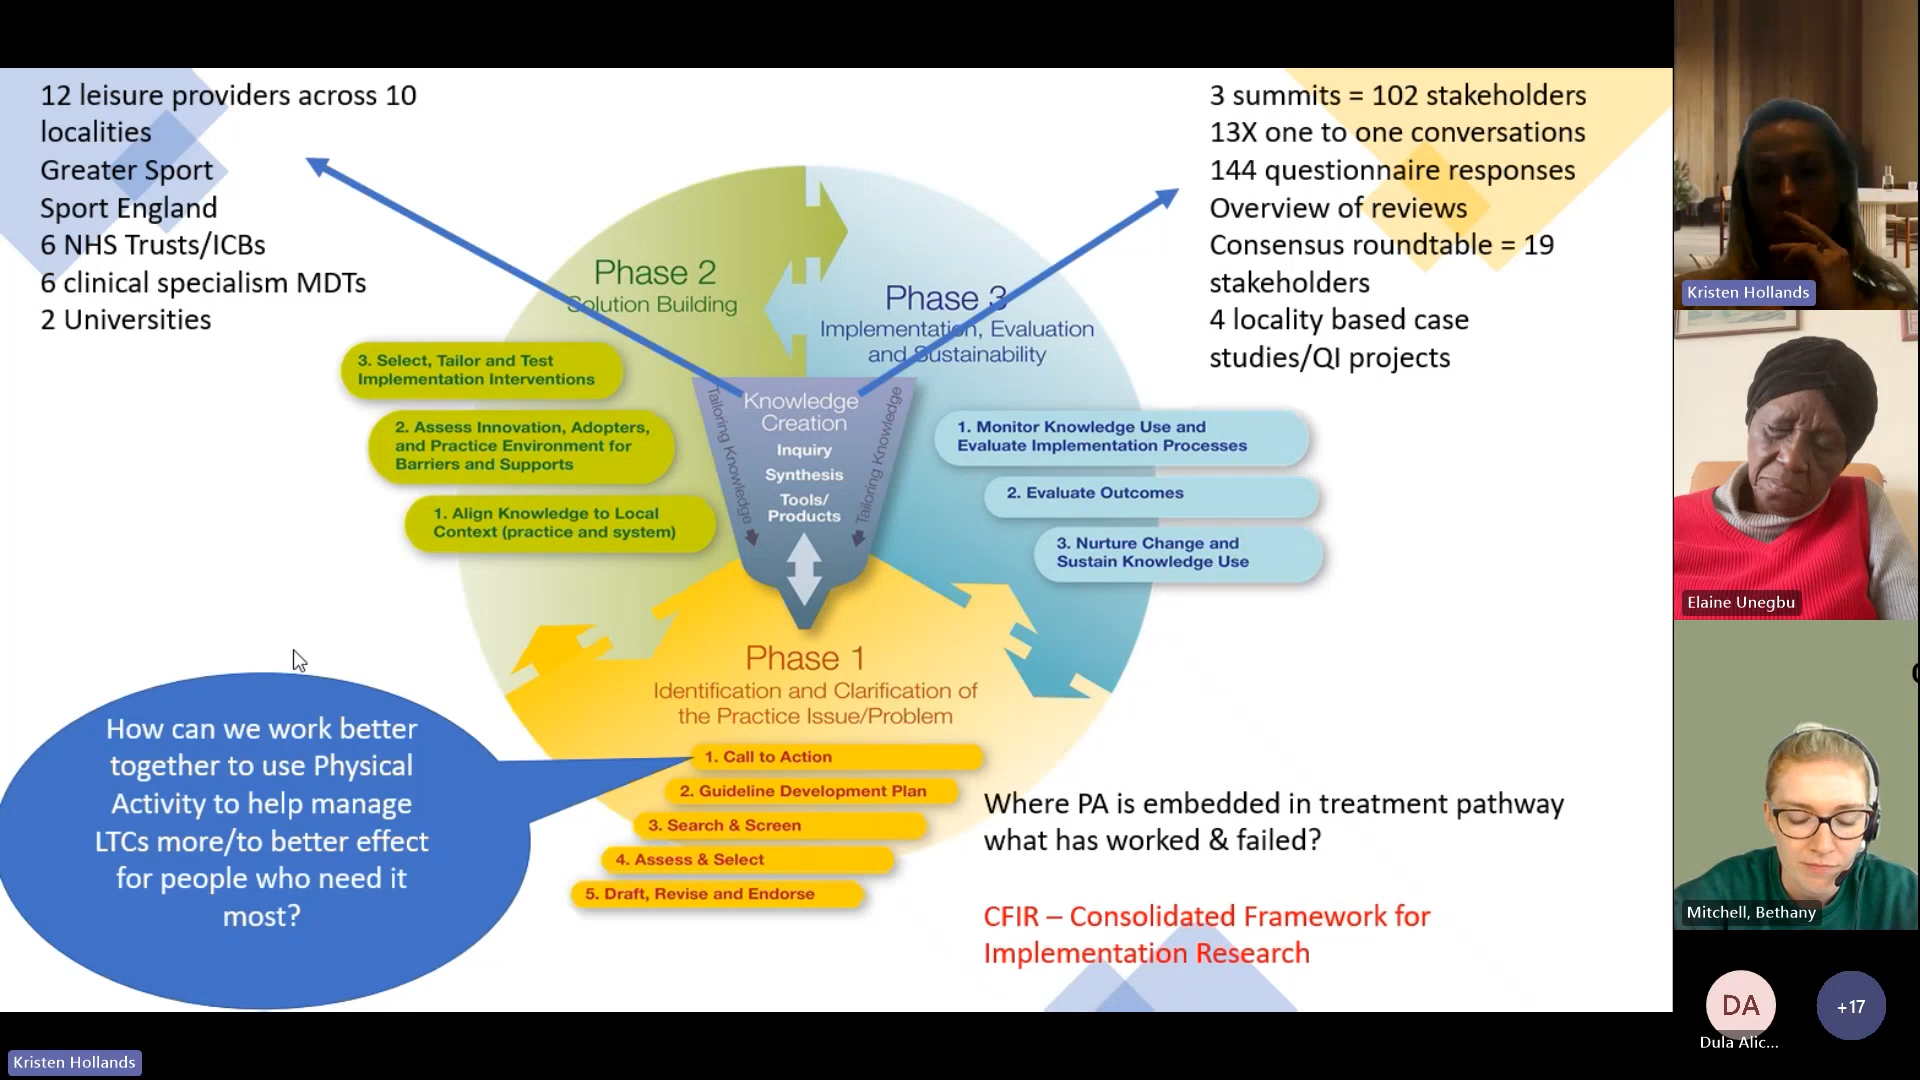 12 leisure providers across 10
localities
Greater Sport
Sport England
6 NHS Trusts/ICBs
6 clinical specialism MDTs
2 Universities
3 summits = 102 stakeholders
13X one to one conversations
144 questionnaire responses
Overview of reviews
Consensus roundtable = 19
stakeholders
4 locality based case
studies/QI projects
Phase 2
Solution Building
3. Select, Tailor and Test
Implementation Interventions
2. Assess Innovation, Adopters,
and Practice Environment for
Barriers and Supports
1. Align Knowledge to Local
Context (practice and system)
Phase 3
Implementation, Evaluation
and Sustainability
1. Monitor Knowledge Use and
Evaluate Implementation Processes
2. Evaluate Outcomes
3. Nurture Change and
Sustain Knowledge Use
Knowledge
Creation
Inquiry
Synthesis
Tools/
Products
Tailoring Knowledge
Tailoring Knowledge
Phase 1
Identification and Clarification of
the Practice Issue/Problem
1. Call to Action
2. Guideline Development Plan
3. Search & Screen
4. Assess & Select
5. Draft, Revise and Endorse
How can we work better
together to use Physical
Activity to help manage
LTCs more/to better effect
for people who need it
most?
Where PA is embedded in treatment pathway
what has worked & failed?
CFIR – Consolidated Framework for
Implementation Research
Kristen Hollands
Elaine Unegbu
Mitchell, Bethany
DA
Dula Alic...
+17
Kristen Hollands